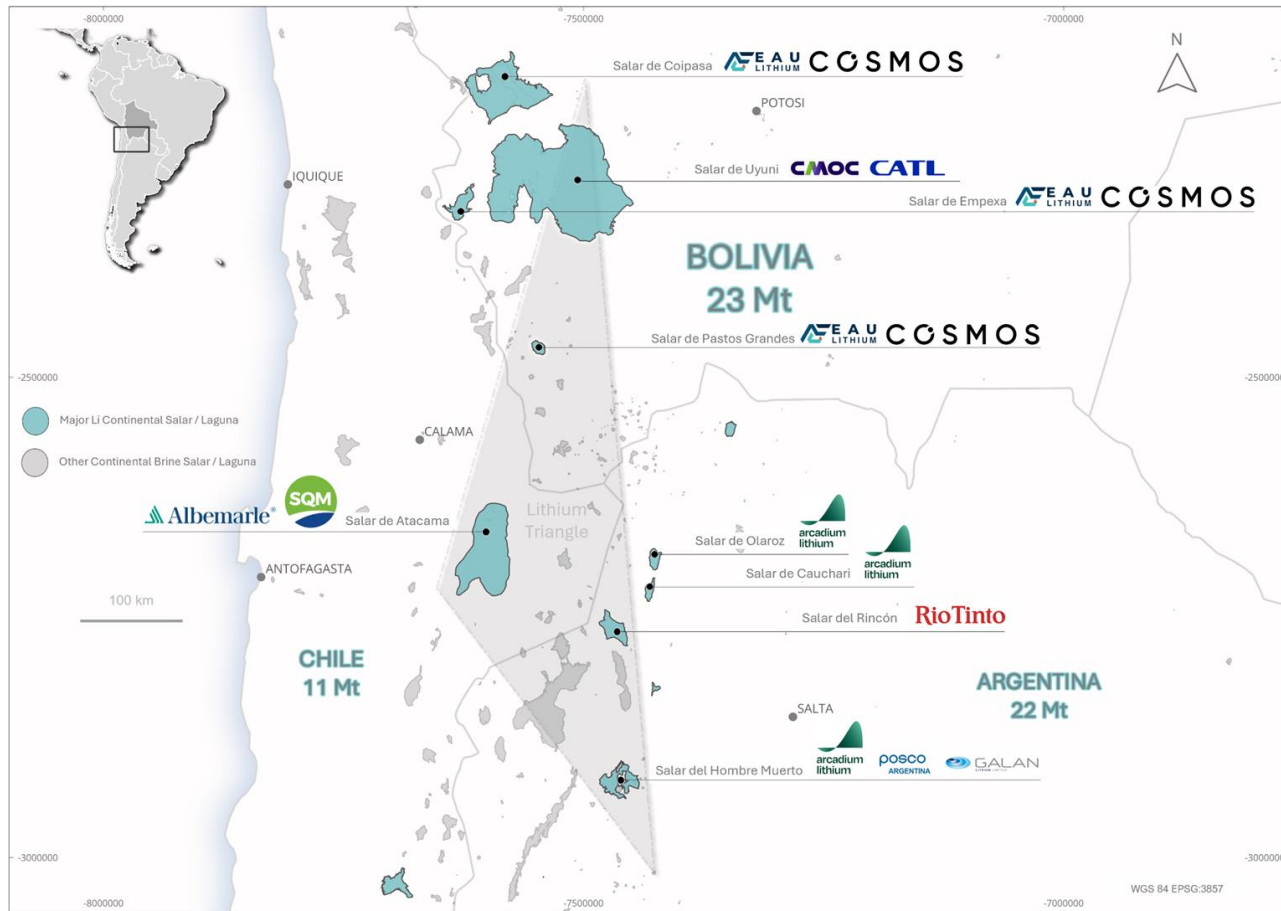 -8000000
-7500000
-7000000
Salar de Coipasa EAU LITHIUM COSMOS
N
POTOSI
Salar de Uyuni CMOC CATL
IQUIQUE
Salar de Empexa EAU LITHIUM COSMOS
BOLIVIA
23 Mt
Salar de Pastos Grandes EAU LITHIUM COSMOS
-2500000
-2500000
Major Li Continental Salar / Laguna
CALAMA
Other Continental Brine Salar / Laguna
Albemarle® SQM Salar de Atacama
Lithium
Triangle
Salar de Olaroz arcadium lithium
Salar de Cauchari arcadium lithium
ANTOFAGASTA
100 km
Salar del Rincón RioTinto
CHILE
11 Mt
ARGENTINA
22 Mt
SALTA
Salar del Hombre Muerto arcadium lithium posco ARGENTINA GALAN
-3000000
-3000000
WGS 84 EPSG:3857
-8000000
-7500000
-7000000